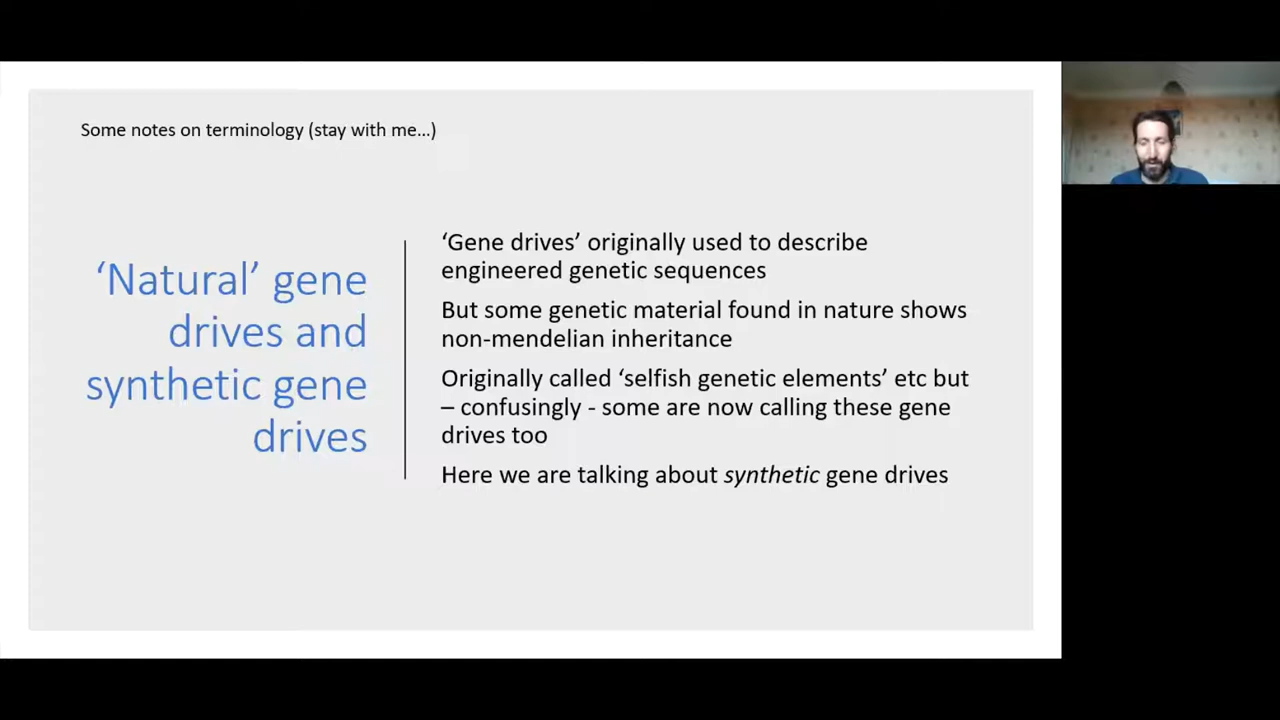 Some notes on terminology (stay with me…)
‘Natural’ gene
drives and
synthetic gene
drives
‘Gene drives’ originally used to describe
engineered genetic sequences
But some genetic material found in nature shows
non-mendelian inheritance
Originally called ‘selfish genetic elements’ etc but
– confusingly - some are now calling these gene
drives too
Here we are talking about synthetic gene drives